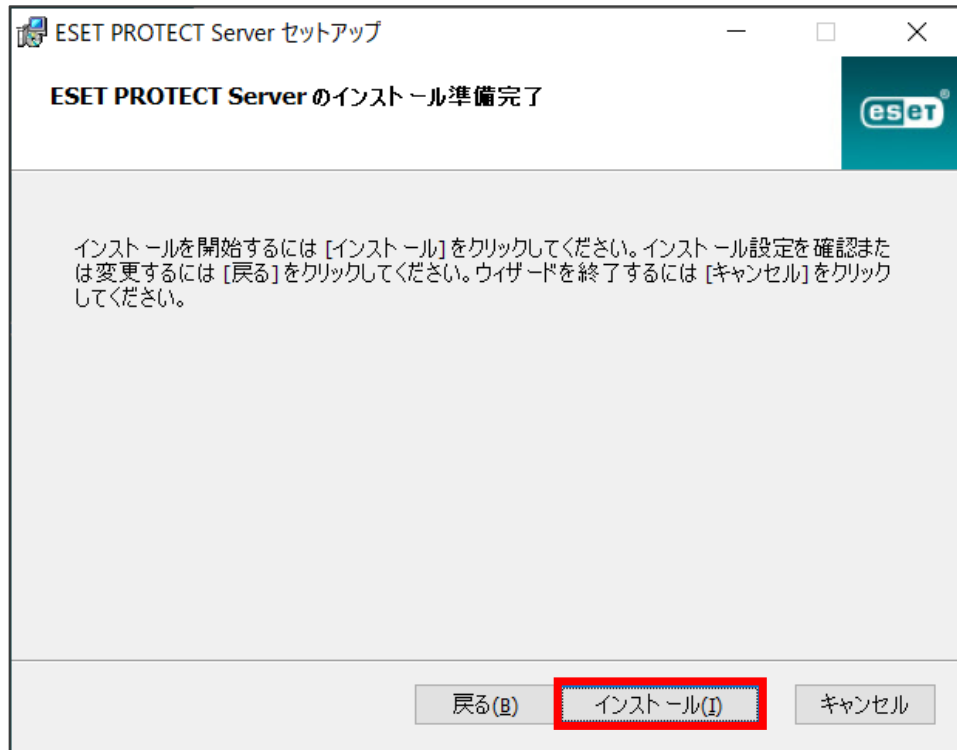 ESET PROTECT Server セットアップ
ESET PROTECT Server のインストール準備完了
eset®
インストールを開始するには [インストール] をクリックしてください。インストール設定を確認また
は変更するには [戻る] をクリックしてください。ウィザードを終了するには [キャンセル] をクリック
してください。
戻る(B) インストール(I) キャンセル